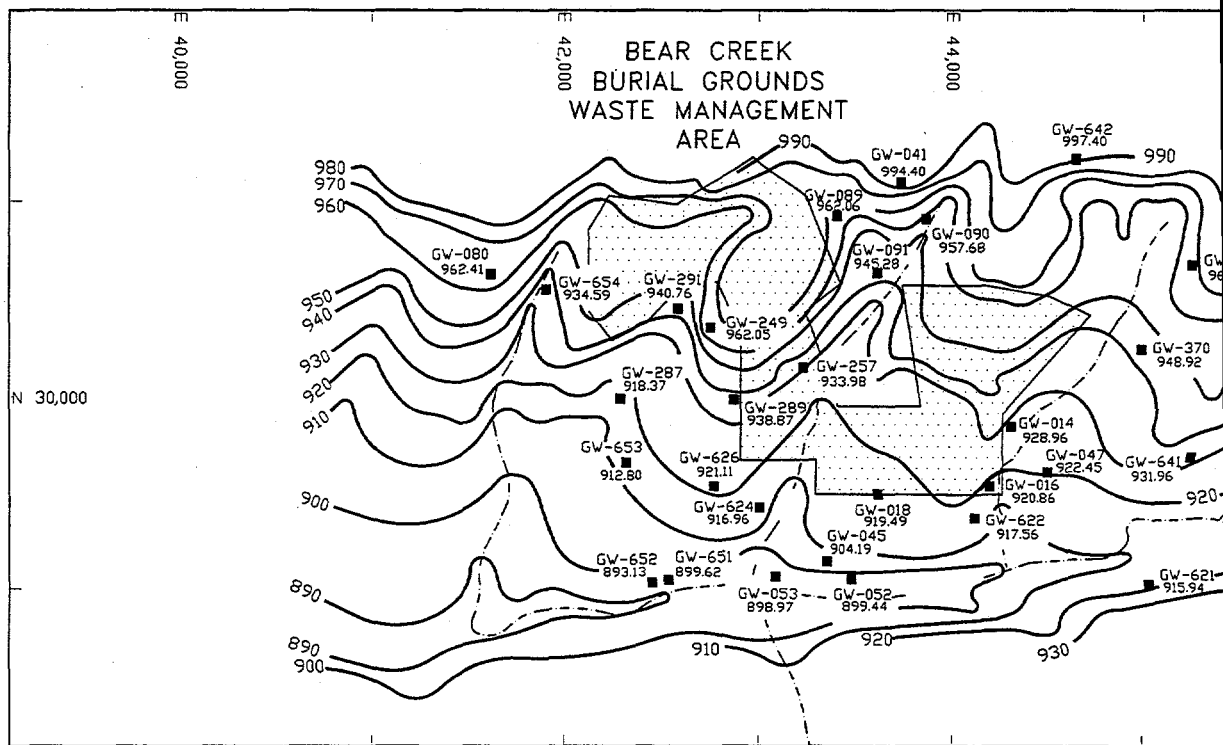 E 40,000
E 42,000
E 44,000
BEAR CREEK
BURIAL GROUNDS
WASTE MANAGEMENT
AREA
990
GW-041
994.40
GW-642
997.40
990
980
970
960
GW-089
962.06
GW-090
957.68
GW-080
962.41
GW-091
945.28
GW-654
934.59
GW-291
940.76
GW-249
962.05
950
940
930
920
910
GW-370
948.92
GW-257
933.98
GW-287
918.37
N 30,000
GW-289
938.87
GW-014
928.96
GW-653
912.80
GW-626
921.11
GW-047
922.45
GW-641
931.96
GW-016
920.86
920
900
GW-624
916.96
GW-018
919.49
GW-622
917.56
GW-045
904.19
GW-652
893.13
GW-651
899.62
GW-053
898.97
GW-052
899.44
GW-621
915.94
890
890
900
910
920
930